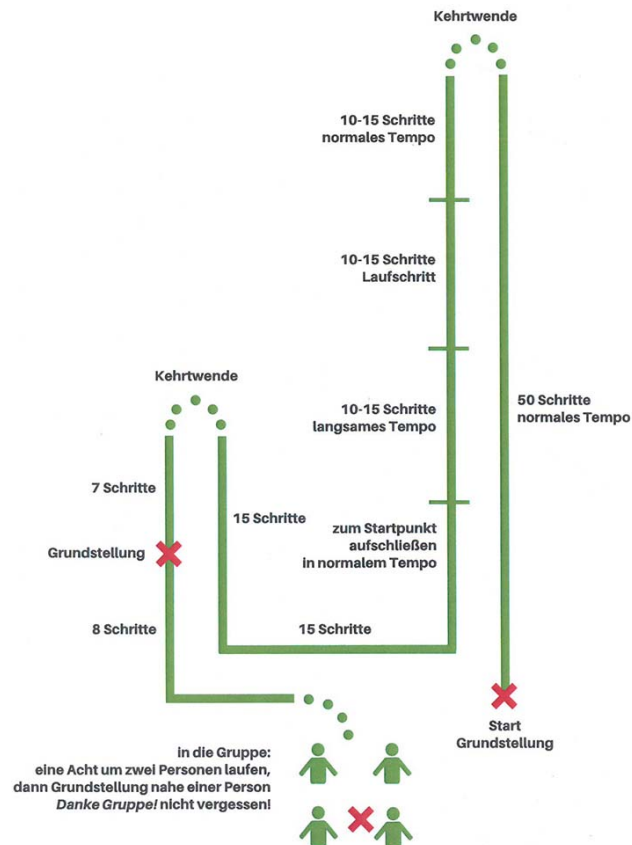 Kehrtwende
10-15 Schritte
normales Tempo
10-15 Schritte
Laufschritt
10-15 Schritte
langsames Tempo
50 Schritte
normales Tempo
zum Startpunkt
aufschließen
in normalem Tempo
Kehrtwende
7 Schritte
15 Schritte
Grundstellung
8 Schritte
15 Schritte
Start
Grundstellung
in die Gruppe:
eine Acht um zwei Personen laufen,
dann Grundstellung nahe einer Person
Danke Gruppe! nicht vergessen!